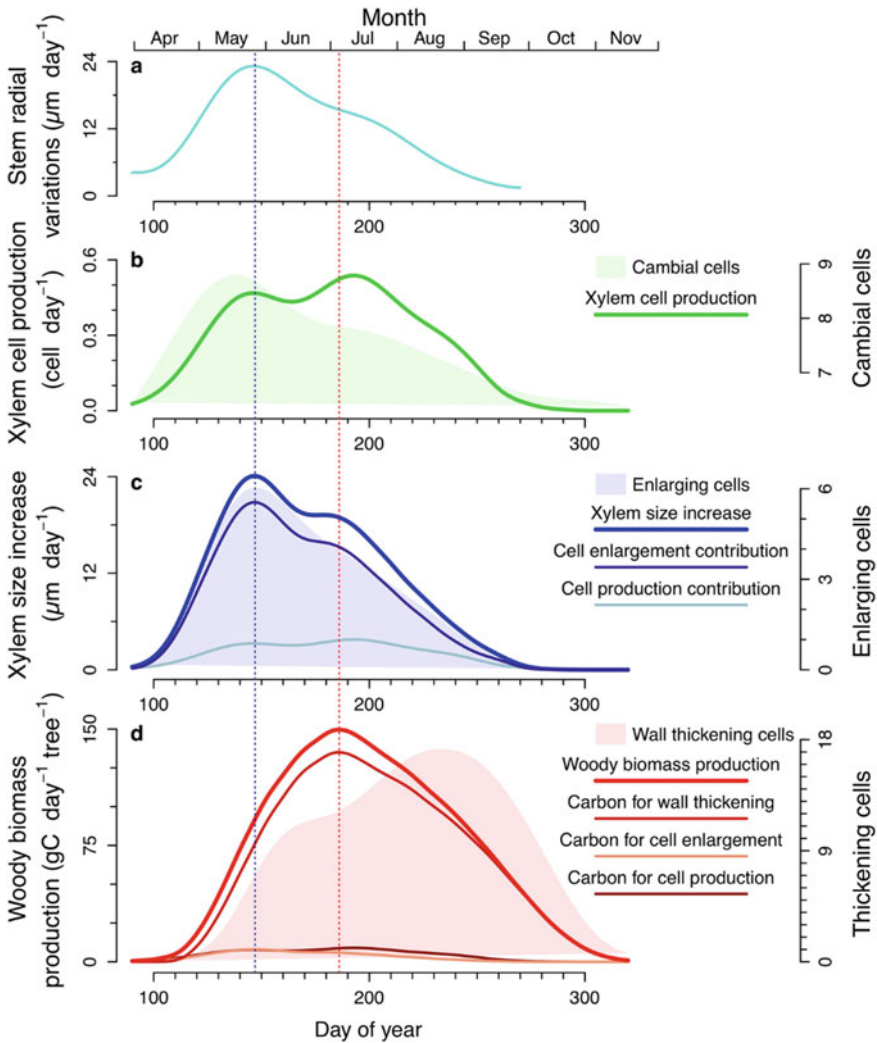 Month
Apr May Jun Jul Aug Sep Oct Nov
a
Stem radial
variations (µm day⁻¹)
24
12
0
100 200 300
b
Xylem cell production
(cell day⁻¹)
0.6
0.3
0.0
Cambial cells
Xylem cell production
9
8
7
Cambial cells
100 200 300
c
Xylem size increase
(µm day⁻¹)
24
12
0
Enlarging cells
Xylem size increase
Cell enlargement contribution
Cell production contribution
6
3
0
Enlarging cells
100 200 300
d
Woody biomass
production (gC day⁻¹ tree⁻¹)
150
75
0
Wall thickening cells
Woody biomass production
Carbon for wall thickening
Carbon for cell enlargement
Carbon for cell production
18
9
0
Thickening cells
100 200 300
Day of year